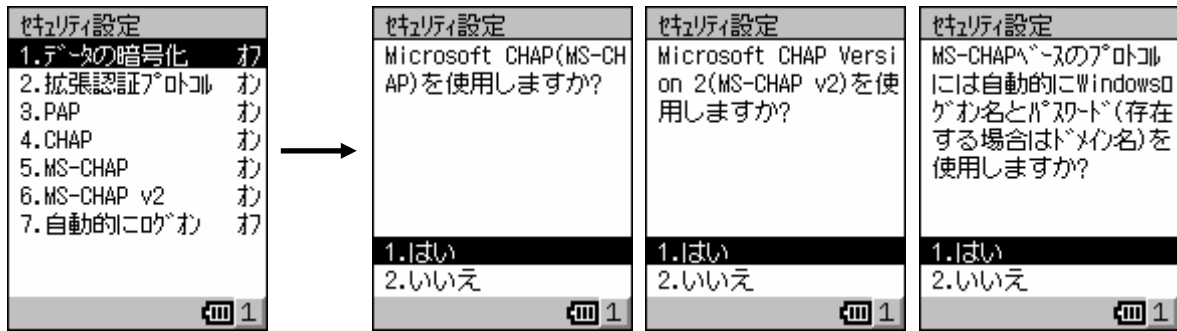 ｾｷｭﾘﾃｨ設定
1.ﾃﾞｰﾀの暗号化 ｵﾌ
2.拡張認証ﾌﾟﾛﾄｺﾙ ｵﾝ
3.PAP ｵﾝ
4.CHAP ｵﾝ
5.MS-CHAP ｵﾝ
6.MS-CHAP v2 ｵﾝ
7.自動的にﾛｸﾞｵﾝ ｵﾌ
1
ｾｷｭﾘﾃｨ設定
Microsoft CHAP(MS-CH
AP)を使用しますか?
1.はい
2.いいえ
1
ｾｷｭﾘﾃｨ設定
Microsoft CHAP Versi
on 2(MS-CHAP v2)を使
用しますか?
1.はい
2.いいえ
1
ｾｷｭﾘﾃｨ設定
MS-CHAPﾍﾞｰｽのﾌﾟﾛﾄｺﾙ
には自動的にWindowsﾛ
ｸﾞｵﾝ名とﾊﾟｽﾜｰﾄﾞ(存在
する場合はﾄﾞﾒｲﾝ名)を
使用しますか?
1.はい
2.いいえ
1